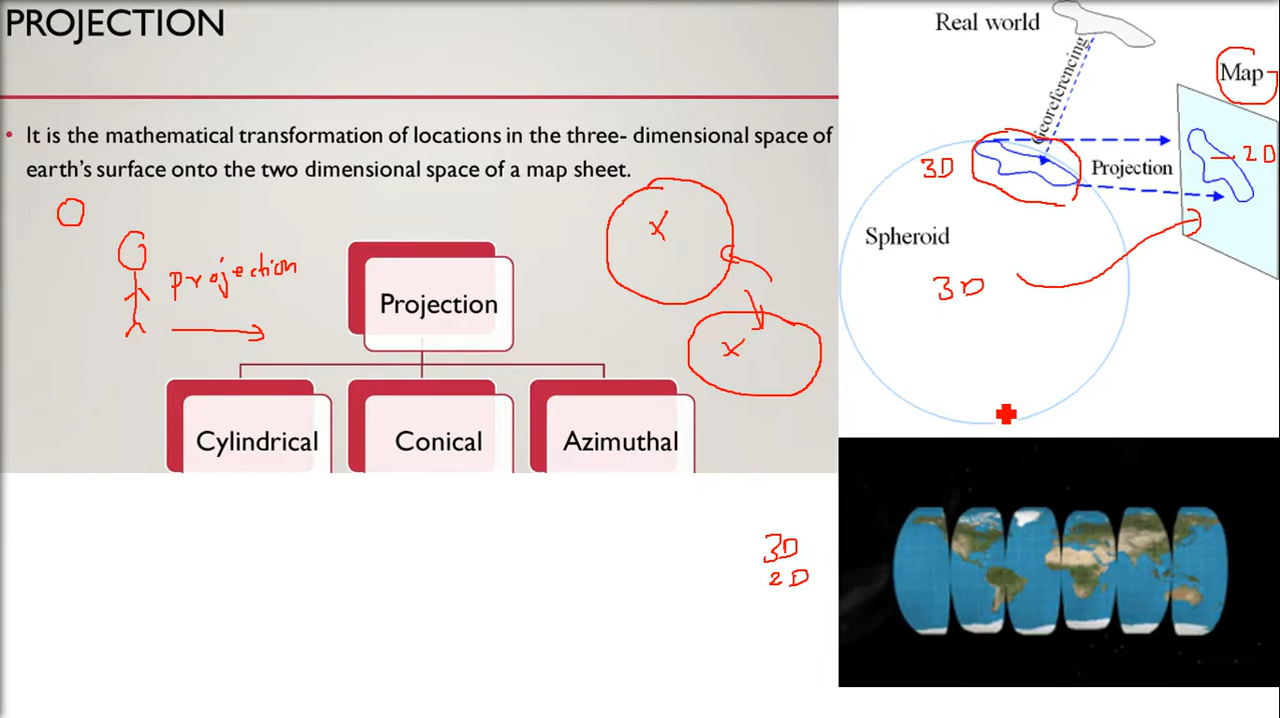 PROJECTION
• It is the mathematical transformation of locations in the three- dimensional space of
earth's surface onto the two dimensional space of a map sheet.
projection
X
X
Projection
Cylindrical
Conical
Azimuthal
3D
2D
Real world
Georeferencing
Map
3D
Projection
2D
Spheroid
3D